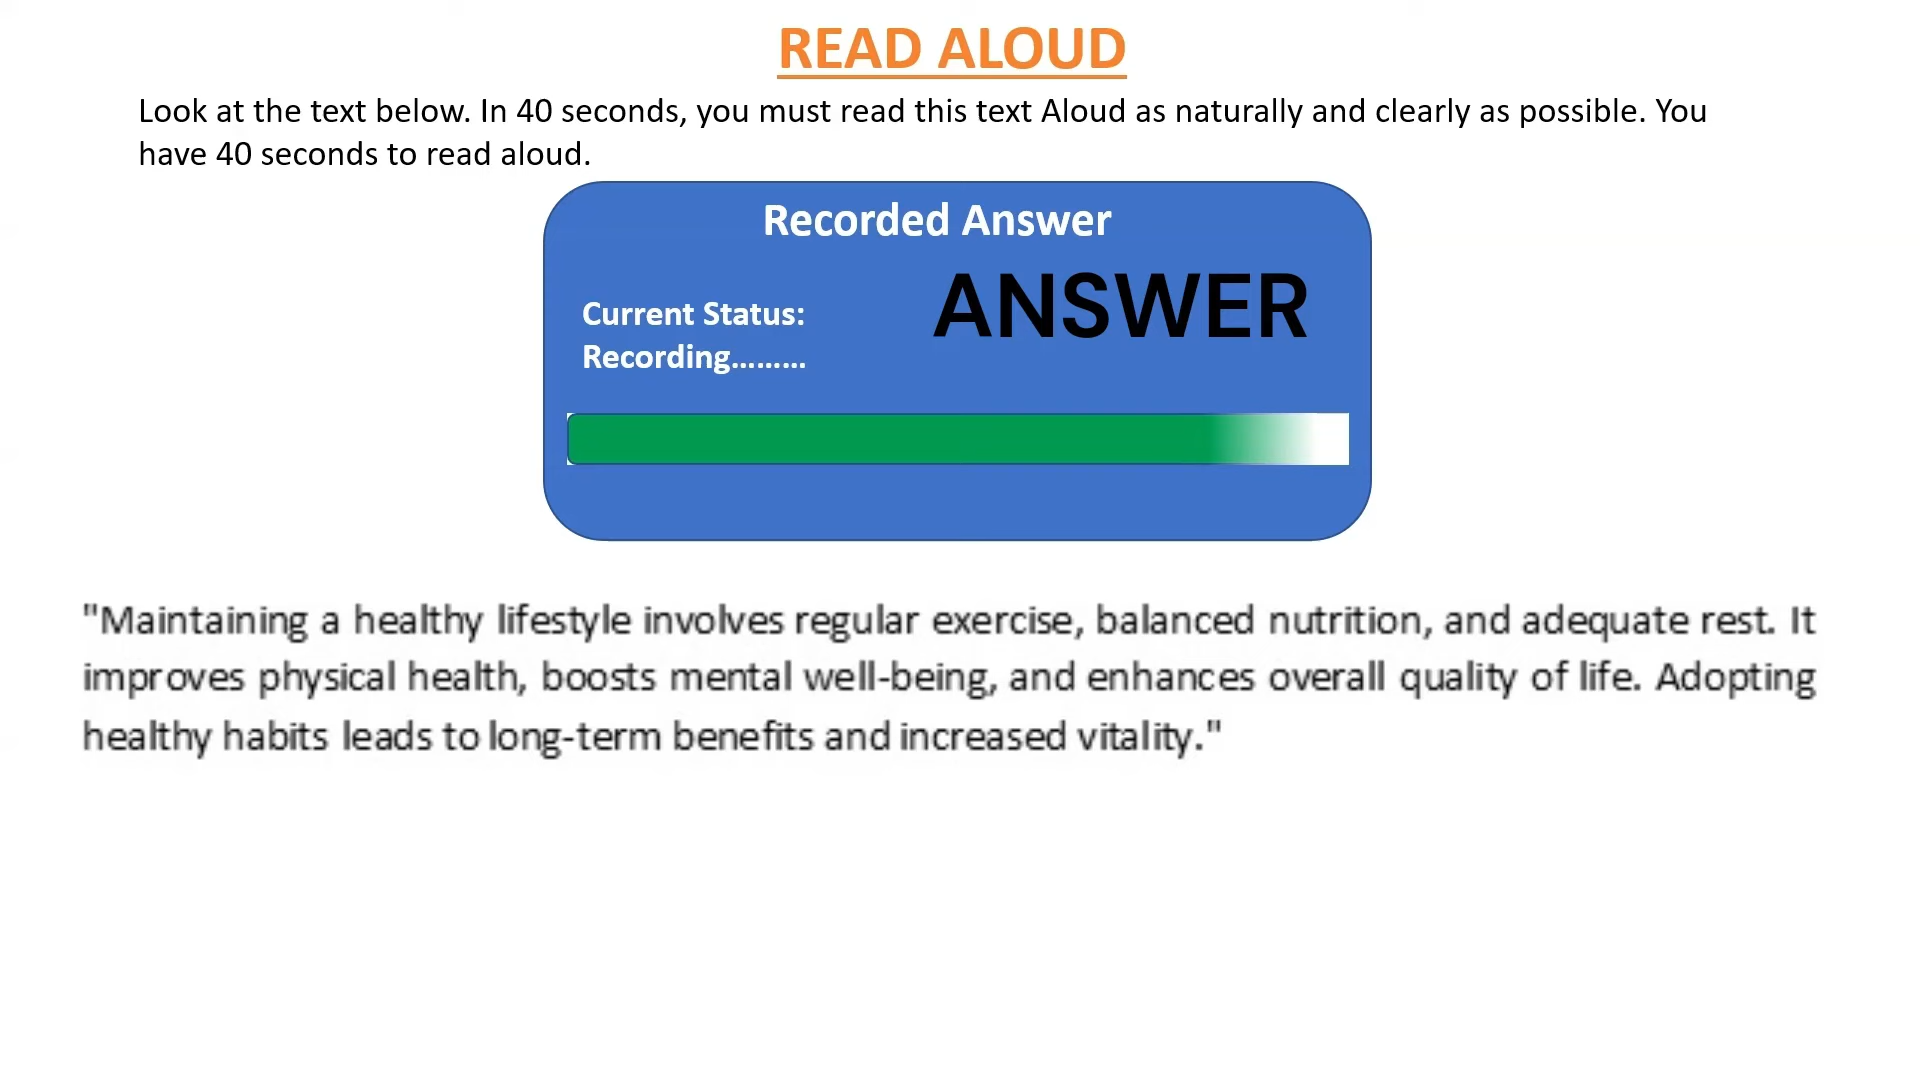 READ ALOUD
Look at the text below. In 40 seconds, you must read this text Aloud as naturally and clearly as possible. You
have 40 seconds to read aloud.
Recorded Answer
ANSWER
Current Status:
Recording.........
"Maintaining a healthy lifestyle involves regular exercise, balanced nutrition, and adequate rest. It
improves physical health, boosts mental well-being, and enhances overall quality of life. Adopting
healthy habits leads to long-term benefits and increased vitality."